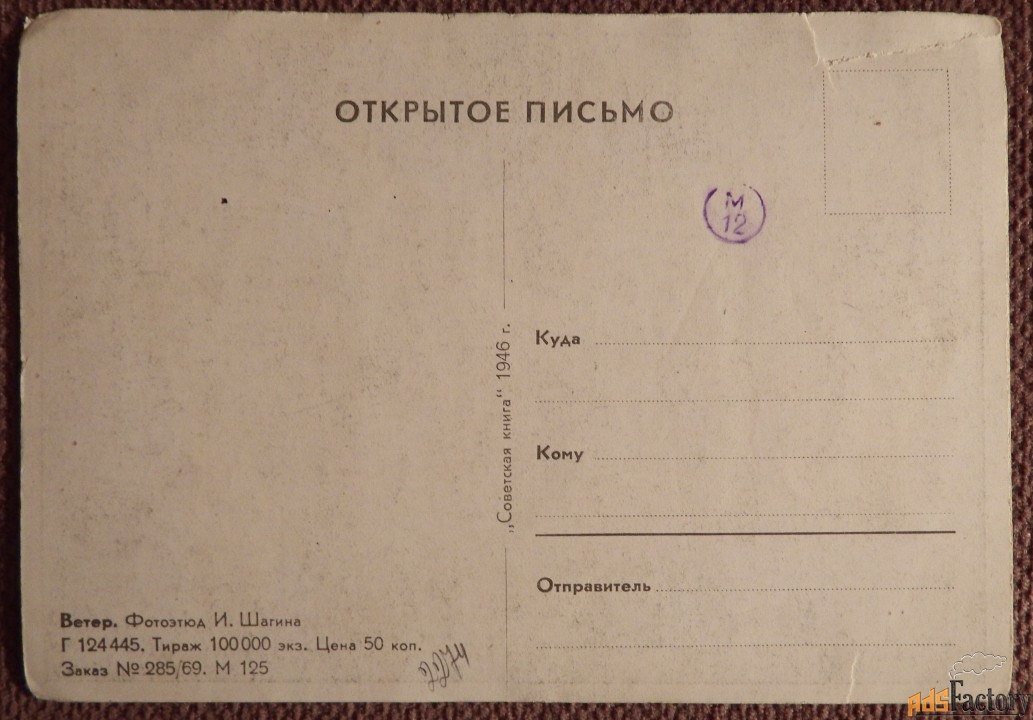 ОТКРЫТОЕ ПИСЬМО
М
12
„Советская книга“ 1946 г.
Куда
Кому
Отправитель
Ветер. Фотоэтюд И. Шагина
Г 124445. Тираж 100000 экз. Цена 50 коп.
Заказ № 285/69. М 125
2274
AdsFactory